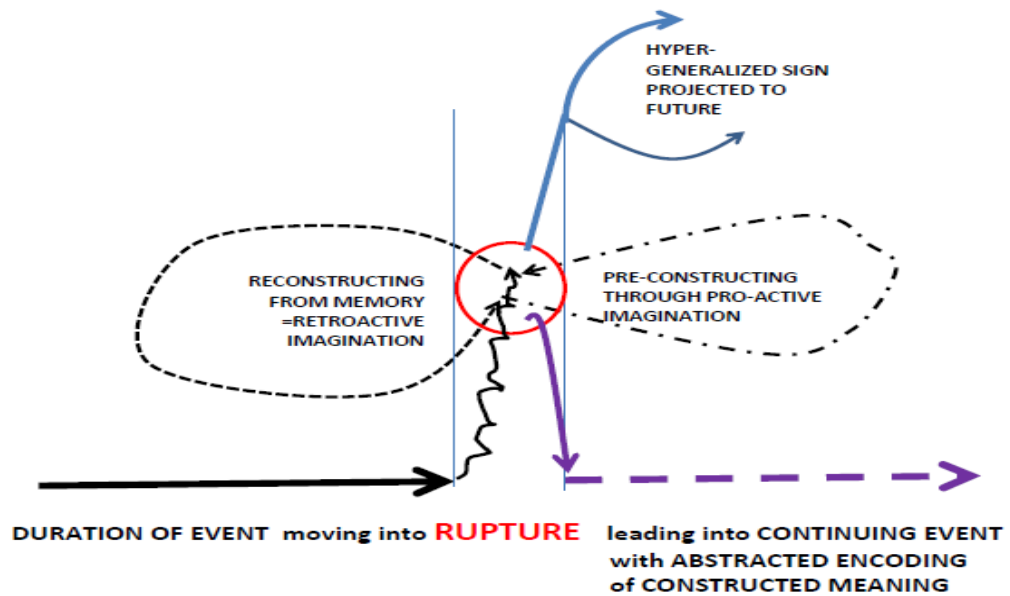 HYPER-
GENERALIZED SIGN
PROJECTED TO
FUTURE
RECONSTRUCTING
FROM MEMORY
=RETROACTIVE
IMAGINATION
PRE-CONSTRUCTING
THROUGH PRO-ACTIVE
IMAGINATION
DURATION OF EVENT moving into RUPTURE leading into CONTINUING EVENT
with ABSTRACTED ENCODING
of CONSTRUCTED MEANING